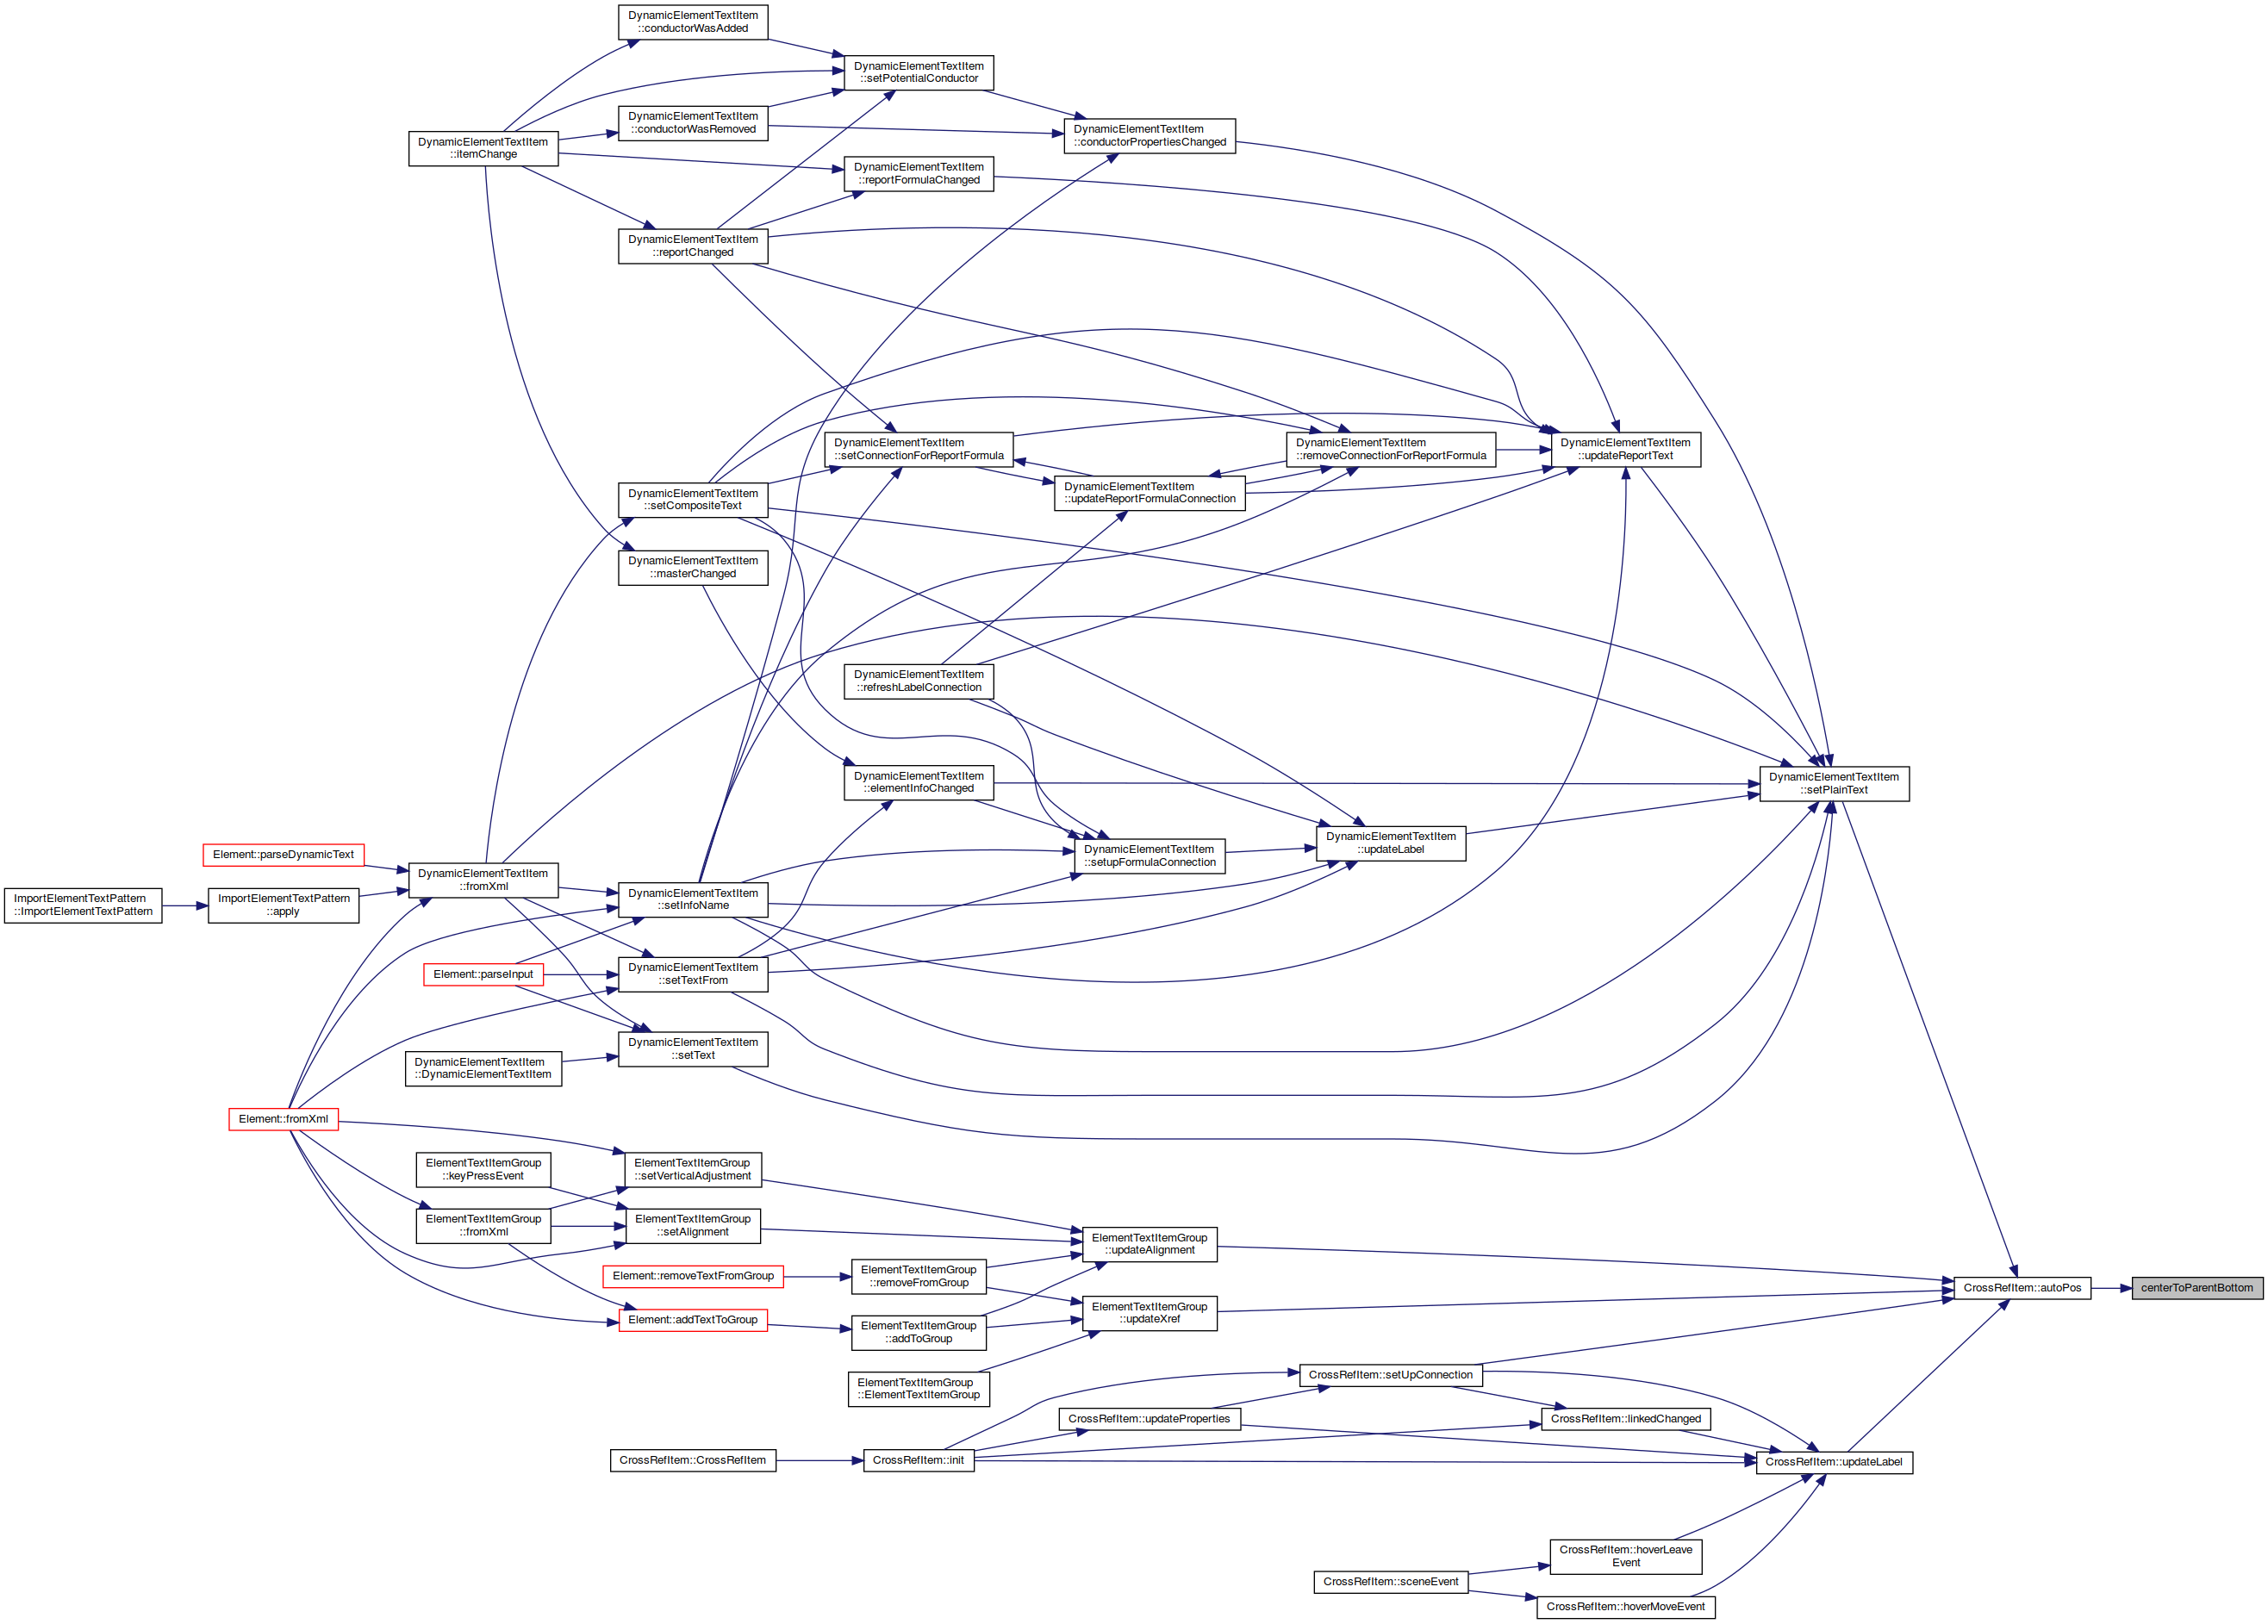 DynamicElementTextItem
::conductorWasAdded
DynamicElementTextItem
::setPotentialConductor
DynamicElementTextItem
::conductorWasRemoved
DynamicElementTextItem
::conductorPropertiesChanged
DynamicElementTextItem
::itemChange
DynamicElementTextItem
::reportFormulaChanged
DynamicElementTextItem
::reportChanged
DynamicElementTextItem
::setConnectionForReportFormula
DynamicElementTextItem
::removeConnectionForReportFormula
DynamicElementTextItem
::updateReportText
DynamicElementTextItem
::updateReportFormulaConnection
DynamicElementTextItem
::setCompositeText
DynamicElementTextItem
::masterChanged
DynamicElementTextItem
::refreshLabelConnection
DynamicElementTextItem
::elementInfoChanged
DynamicElementTextItem
::setPlainText
DynamicElementTextItem
::updateLabel
DynamicElementTextItem
::setupFormulaConnection
Element::parseDynamicText
DynamicElementTextItem
::fromXml
ImportElementTextPattern
::ImportElementTextPattern
ImportElementTextPattern
::apply
DynamicElementTextItem
::setInfoName
Element::parseInput
DynamicElementTextItem
::setTextFrom
DynamicElementTextItem
::setText
DynamicElementTextItem
::DynamicElementTextItem
Element::fromXml
ElementTextItemGroup
::keyPressEvent
ElementTextItemGroup
::setVerticalAdjustment
ElementTextItemGroup
::fromXml
ElementTextItemGroup
::setAlignment
ElementTextItemGroup
::updateAlignment
Element::removeTextFromGroup
ElementTextItemGroup
::removeFromGroup
CrossRefItem::autoPos
centerToParentBottom
Element::addTextToGroup
ElementTextItemGroup
::addToGroup
ElementTextItemGroup
::updateXref
ElementTextItemGroup
::ElementTextItemGroup
CrossRefItem::setUpConnection
CrossRefItem::updateProperties
CrossRefItem::linkedChanged
CrossRefItem::CrossRefItem
CrossRefItem::init
CrossRefItem::updateLabel
CrossRefItem::hoverLeave
Event
CrossRefItem::sceneEvent
CrossRefItem::hoverMoveEvent